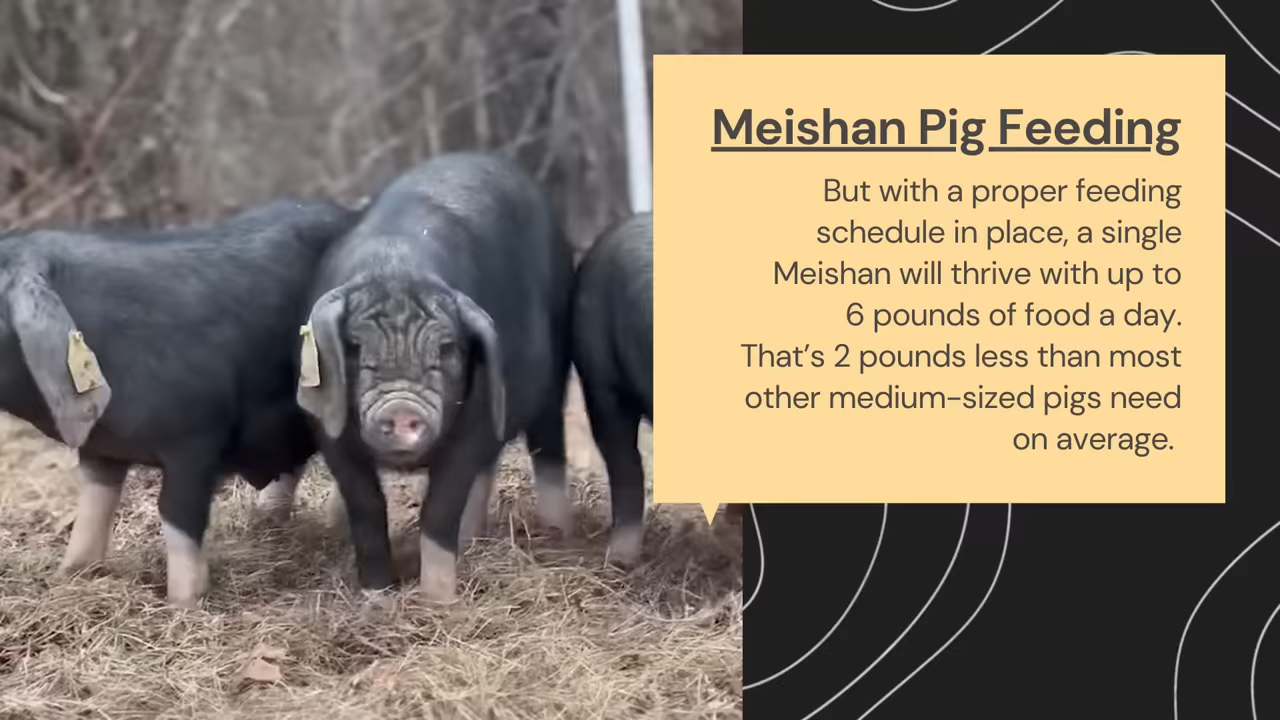 Meishan Pig Feeding
But with a proper feeding
schedule in place, a single
Meishan will thrive with up to
6 pounds of food a day.
That's 2 pounds less than most
other medium-sized pigs need
on average.